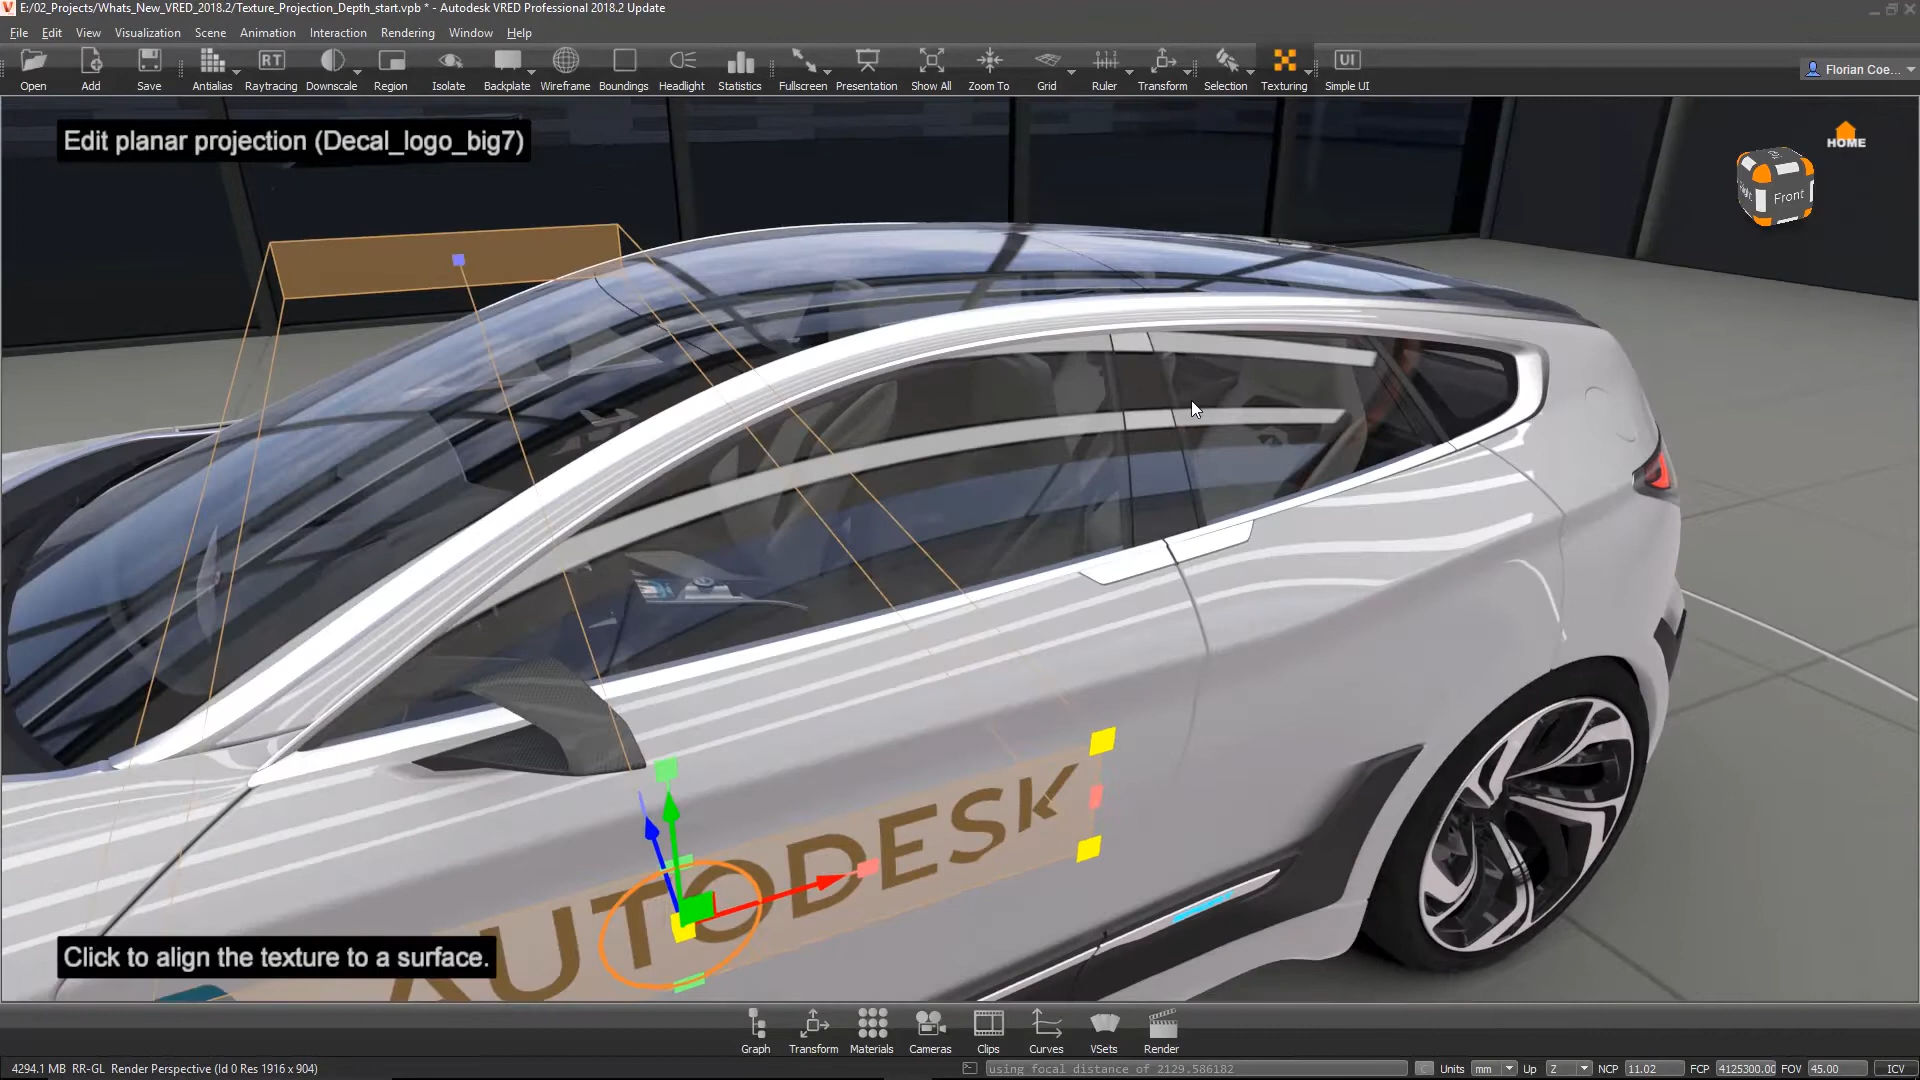 E:/02_Projects/Whats_New_VRED_2018.2/Texture_Projection_Depth_start.vpb * - Autodesk VRED Professional 2018.2 Update
File Edit View Visualization Scene Animation Interaction Rendering Window Help
RT UI
Open Add Save Antialias Raytracing Downscale Region Isolate Backplate Wireframe Boundings Headlight Statistics Fullscreen Presentation Show All Zoom To Grid Ruler Transform Selection Texturing Simple UI
Florian Coe...
Edit planar projection (Decal_logo_big7)
HOME
Front
AUTODESK
Click to align the texture to a surface.
Graph Transform Materials Cameras Clips Curves VSets Render
4294.1 MB RR-GL Render Perspective (Id 0 Res 1916 x 904)
using focal distance of 2129.586182
Units mm Up Z NCP 11.02 FCP 4125300.00 FOV 45.00 ICV